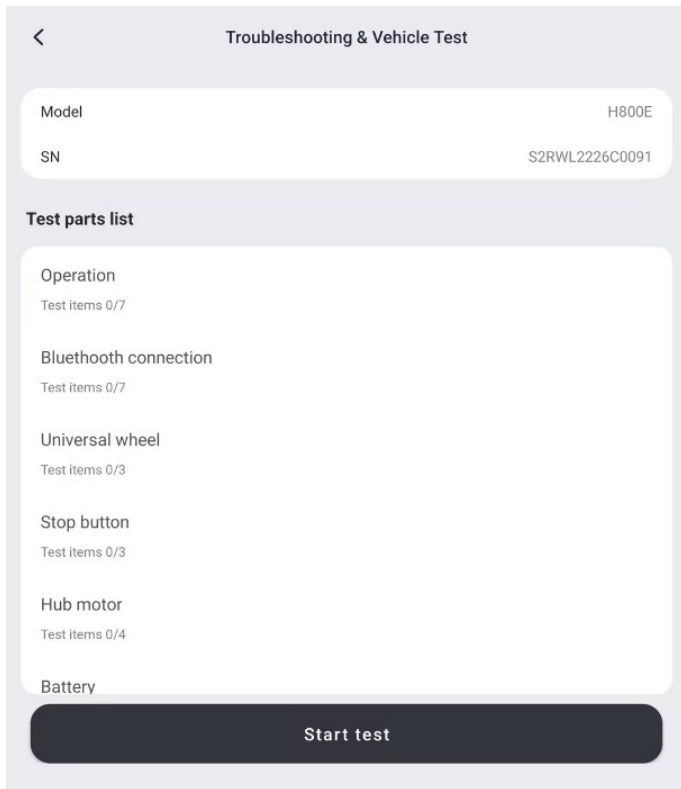 Troubleshooting & Vehicle Test
Model H800E
SN S2RWL2226C0091
Test parts list
Operation
Test items 0/7
Bluethooth connection
Test items 0/7
Universal wheel
Test items 0/3
Stop button
Test items 0/3
Hub motor
Test items 0/4
Battery
Start test